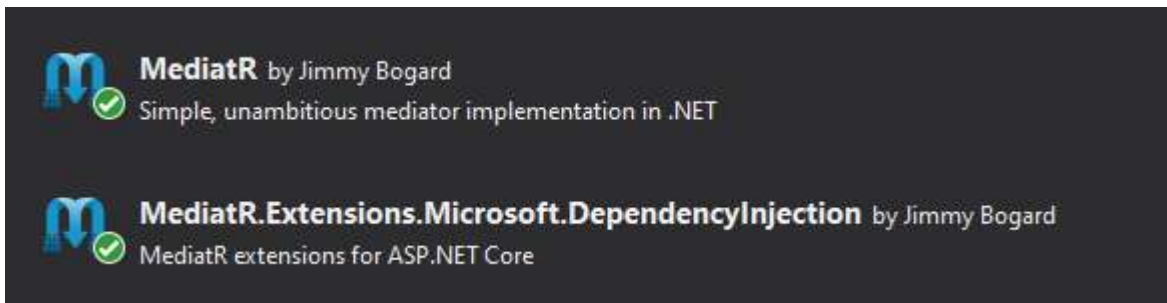 MediatR by Jimmy Bogard
Simple, unambitious mediator implementation in .NET
MediatR.Extensions.Microsoft.DependencyInjection by Jimmy Bogard
MediatR extensions for ASP.NET Core